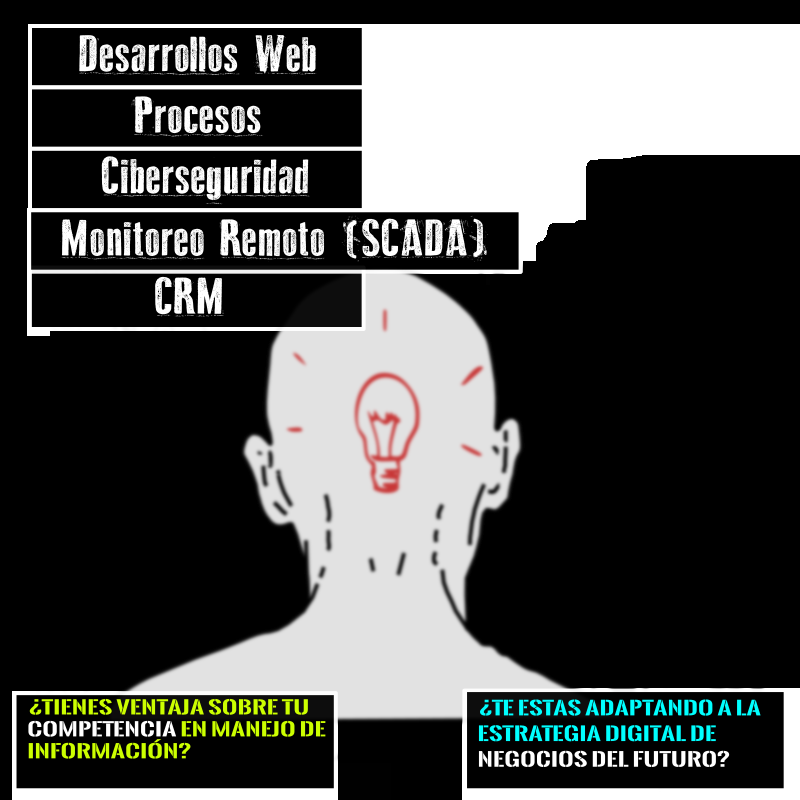 Desarrollos Web
Procesos
Ciberseguridad
Monitoreo Remoto (SCADA)
CRM
¿TIENES VENTAJA SOBRE TU
COMPETENCIA EN MANEJO DE
INFORMACIÓN?
¿TE ESTAS ADAPTANDO A LA
ESTRATEGIA DIGITAL DE
NEGOCIOS DEL FUTURO?